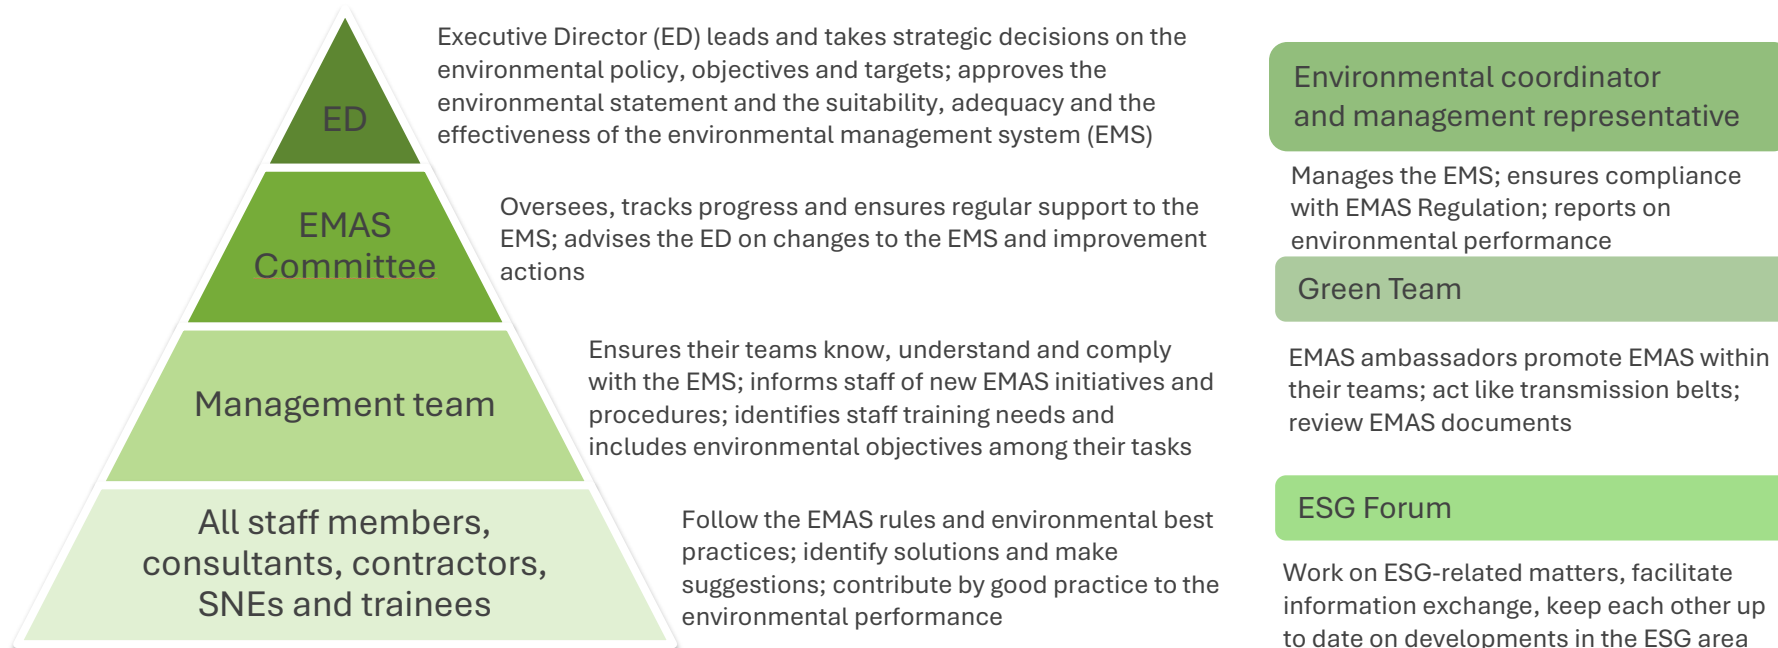 ED
Executive Director (ED) leads and takes strategic decisions on the
environmental policy, objectives and targets; approves the
environmental statement and the suitability, adequacy and the
effectiveness of the environmental management system (EMS)
EMAS
Committee
Oversees, tracks progress and ensures regular support to the
EMS; advises the ED on changes to the EMS and improvement
actions
Management team
Ensures their teams know, understand and comply
with the EMS; informs staff of new EMAS initiatives and
procedures; identifies staff training needs and
includes environmental objectives among their tasks
All staff members,
consultants, contractors,
SNEs and trainees
Follow the EMAS rules and environmental best
practices; identify solutions and make
suggestions; contribute by good practice to the
environmental performance
Environmental coordinator
and management representative
Manages the EMS; ensures compliance
with EMAS Regulation; reports on
environmental performance
Green Team
EMAS ambassadors promote EMAS within
their teams; act like transmission belts;
review EMAS documents
ESG Forum
Work on ESG-related matters, facilitate
information exchange, keep each other up
to date on developments in the ESG area